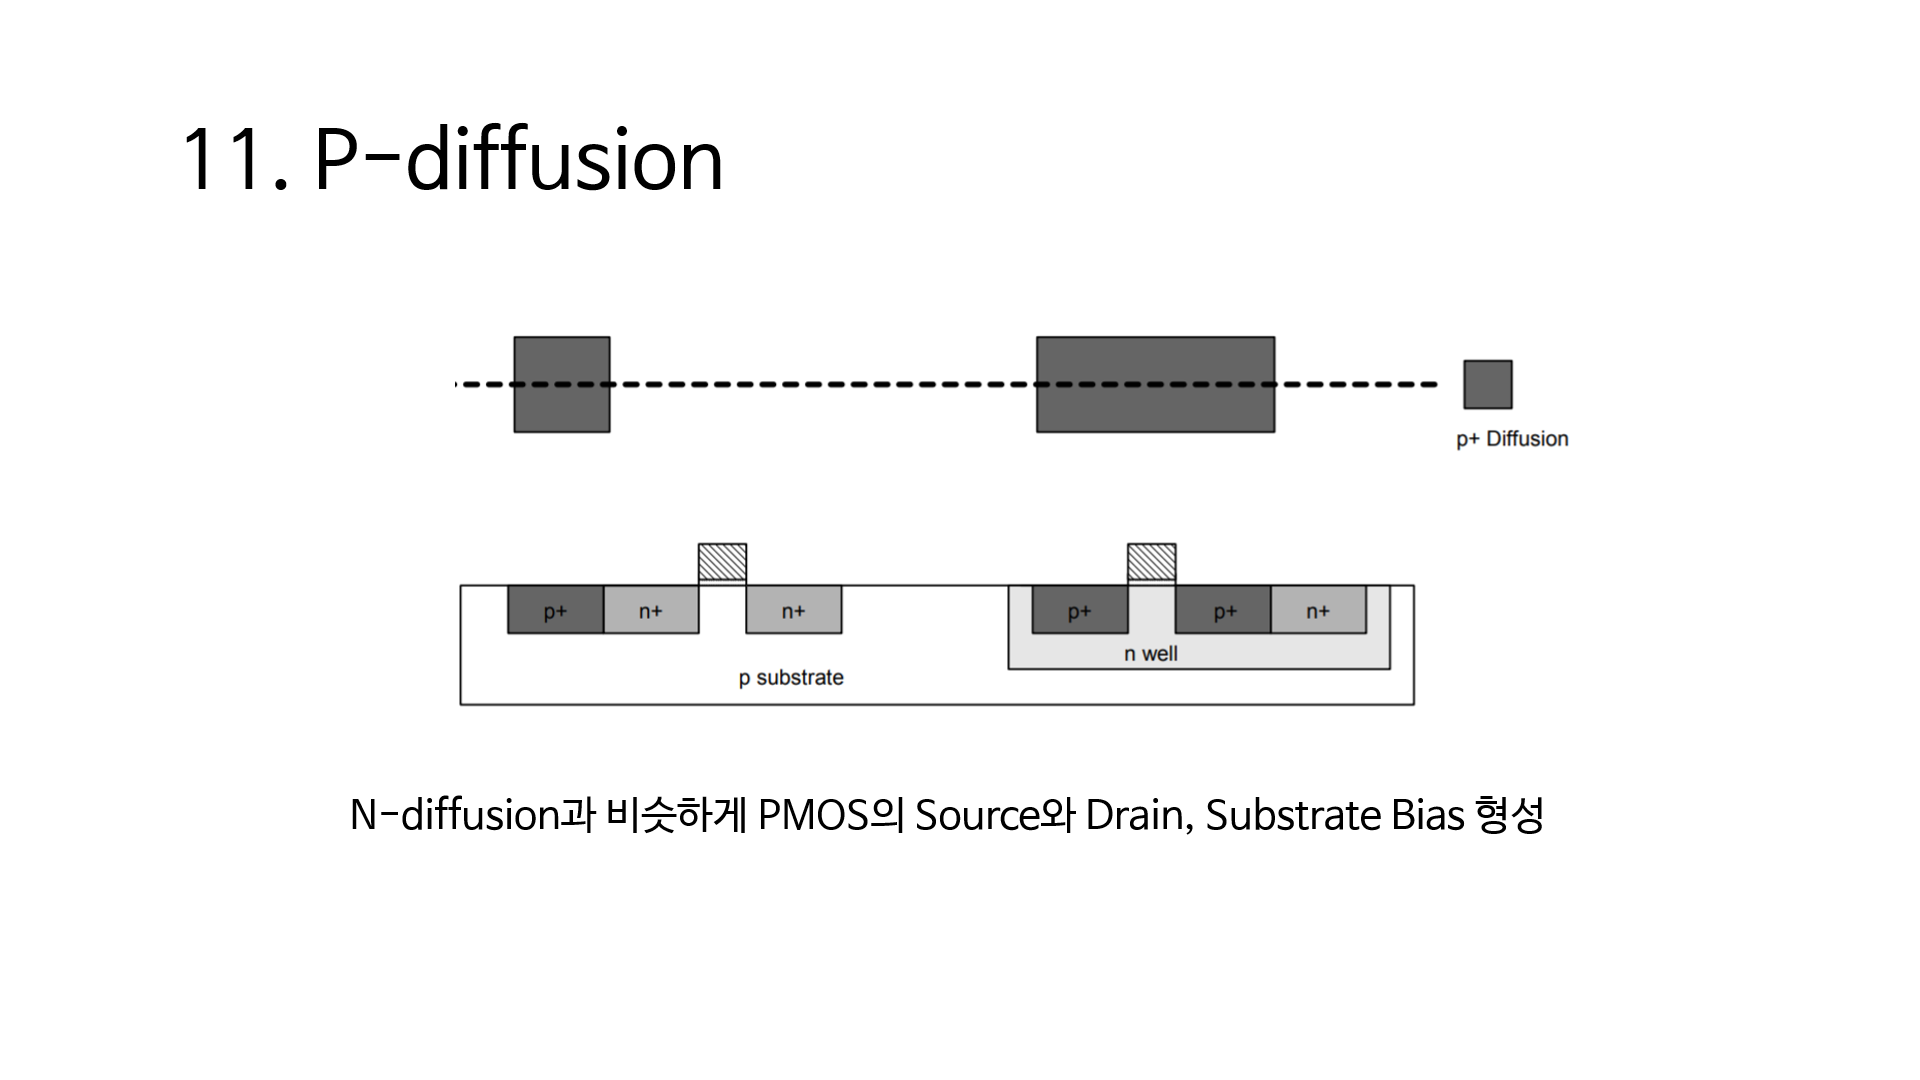 11. P-diffusion
p+ Diffusion
p+ n+ n+ p+ p+ n+
n well
p substrate
N-diffusion과 비슷하게 PMOS의 Source와 Drain, Substrate Bias 형성